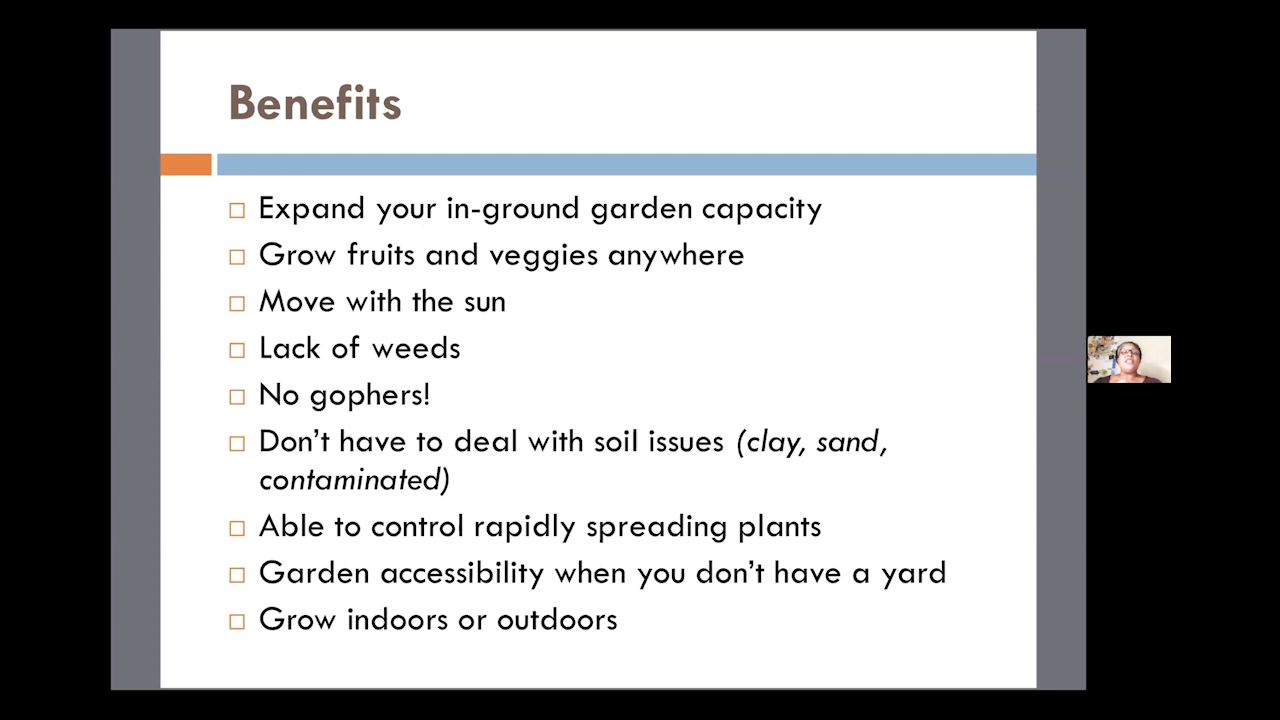 Benefits
Expand your in-ground garden capacity
Grow fruits and veggies anywhere
Move with the sun
Lack of weeds
No gophers!
Don't have to deal with soil issues (clay, sand,
contaminated)
Able to control rapidly spreading plants
Garden accessibility when you don't have a yard
Grow indoors or outdoors